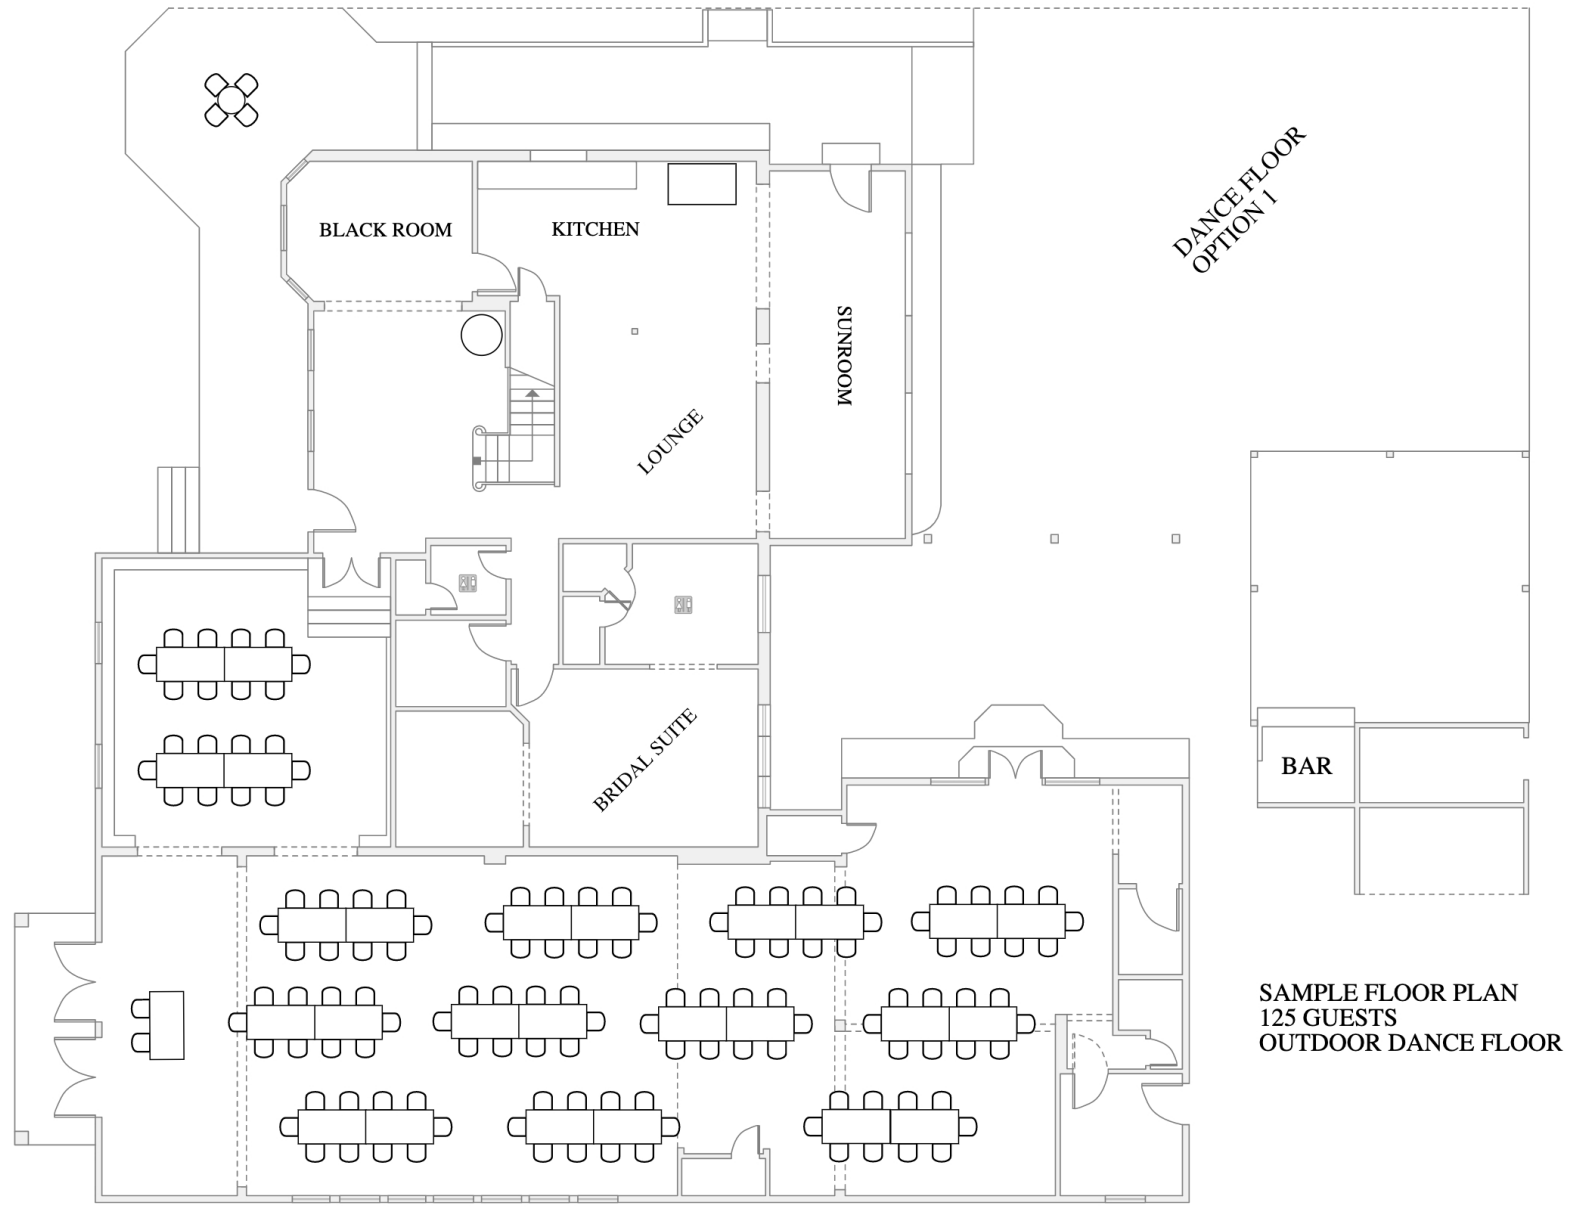 DANCE FLOOR
OPTION 1
BLACK ROOM
KITCHEN
SUNROOM
LOUNGE
BRIDAL SUITE
BAR
SAMPLE FLOOR PLAN
125 GUESTS
OUTDOOR DANCE FLOOR